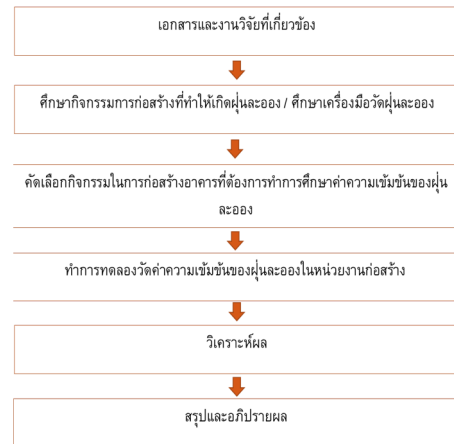 เอกสารและงานวิจัยที่เกี่ยวข้อง
ศึกษากิจกรรมการก่อสร้างที่ทำให้เกิดฝุ่นละออง / ศึกษาเครื่องมือวัดฝุ่นละออง
คัดเลือกกิจกรรมในการก่อสร้างอาคารที่ต้องการทำการศึกษาค่าความเข้มข้นของฝุ่น
ละออง
ทำการทดลองวัดค่าความเข้มข้นของฝุ่นละอองในหน่วยงานก่อสร้าง
วิเคราะห์ผล
สรุปและอภิปรายผล